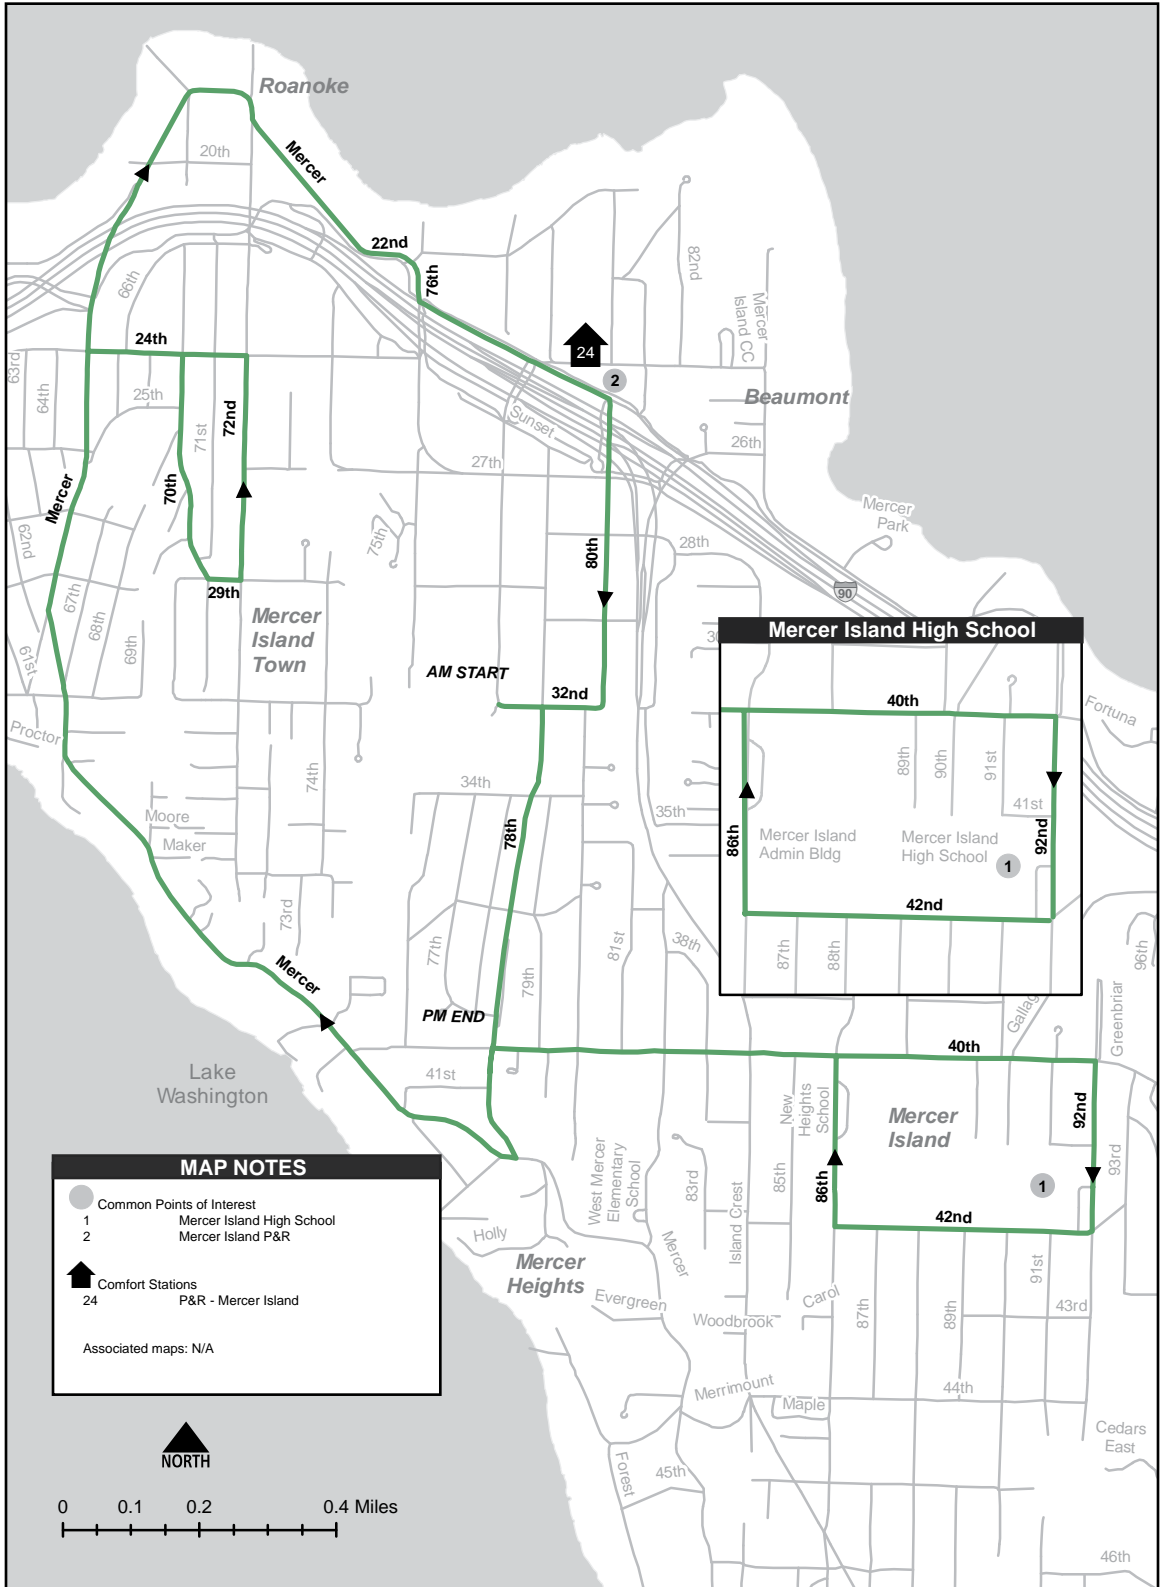 Roanoke
20th
Mercer
22nd
76th
82nd
Mercer
Island CC
66th
24th
24
2
63rd
64th
25th
71st
72nd
Sunset
Beaumont
26th
27th
Mercer
70th
80th
Mercer
Park
62nd
75th
28th
90
67th
68th
69th
29th
Mercer
Island
Town
61st
AM START
32nd
30
Mercer Island High School
40th
Fortuna
89th
90th
91st
41st
86th
Mercer Island
Admin Bldg
Mercer Island
High School
1
92nd
42nd
87th
88th
Proctor
74th
34th
35th
Moore
Maker
78th
73rd
77th
79th
81st
38th
96th
Mercer
PM END
Gallag
Greenbriar
40th
Lake
Washington
41st
New
Heights
School
Mercer
Island
92nd
93rd
West Mercer
Elementary
School
83rd
85th
86th
1
42nd
Island Crest
Mercer
91st
Holly
Mercer
Heights
Evergreen
Woodbrook
Carol
87th
89th
43rd
Merrimount
Maple
44th
Cedars
East
Forest
45th
46th
MAP NOTES
Common Points of Interest
1 Mercer Island High School
2 Mercer Island P&R
Comfort Stations
24 P&R - Mercer Island
Associated maps: N/A
NORTH
0 0.1 0.2 0.4 Miles